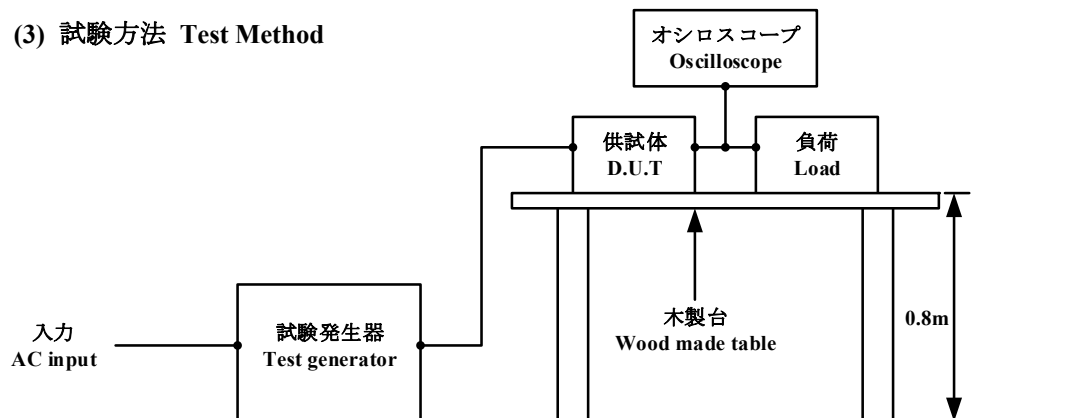 (3) 試験方法 Test Method
オシロスコープ
Oscilloscope
供試体
D.U.T
負荷
Load
入力
AC input
試験発生器
Test generator
木製台
Wood made table
0.8m